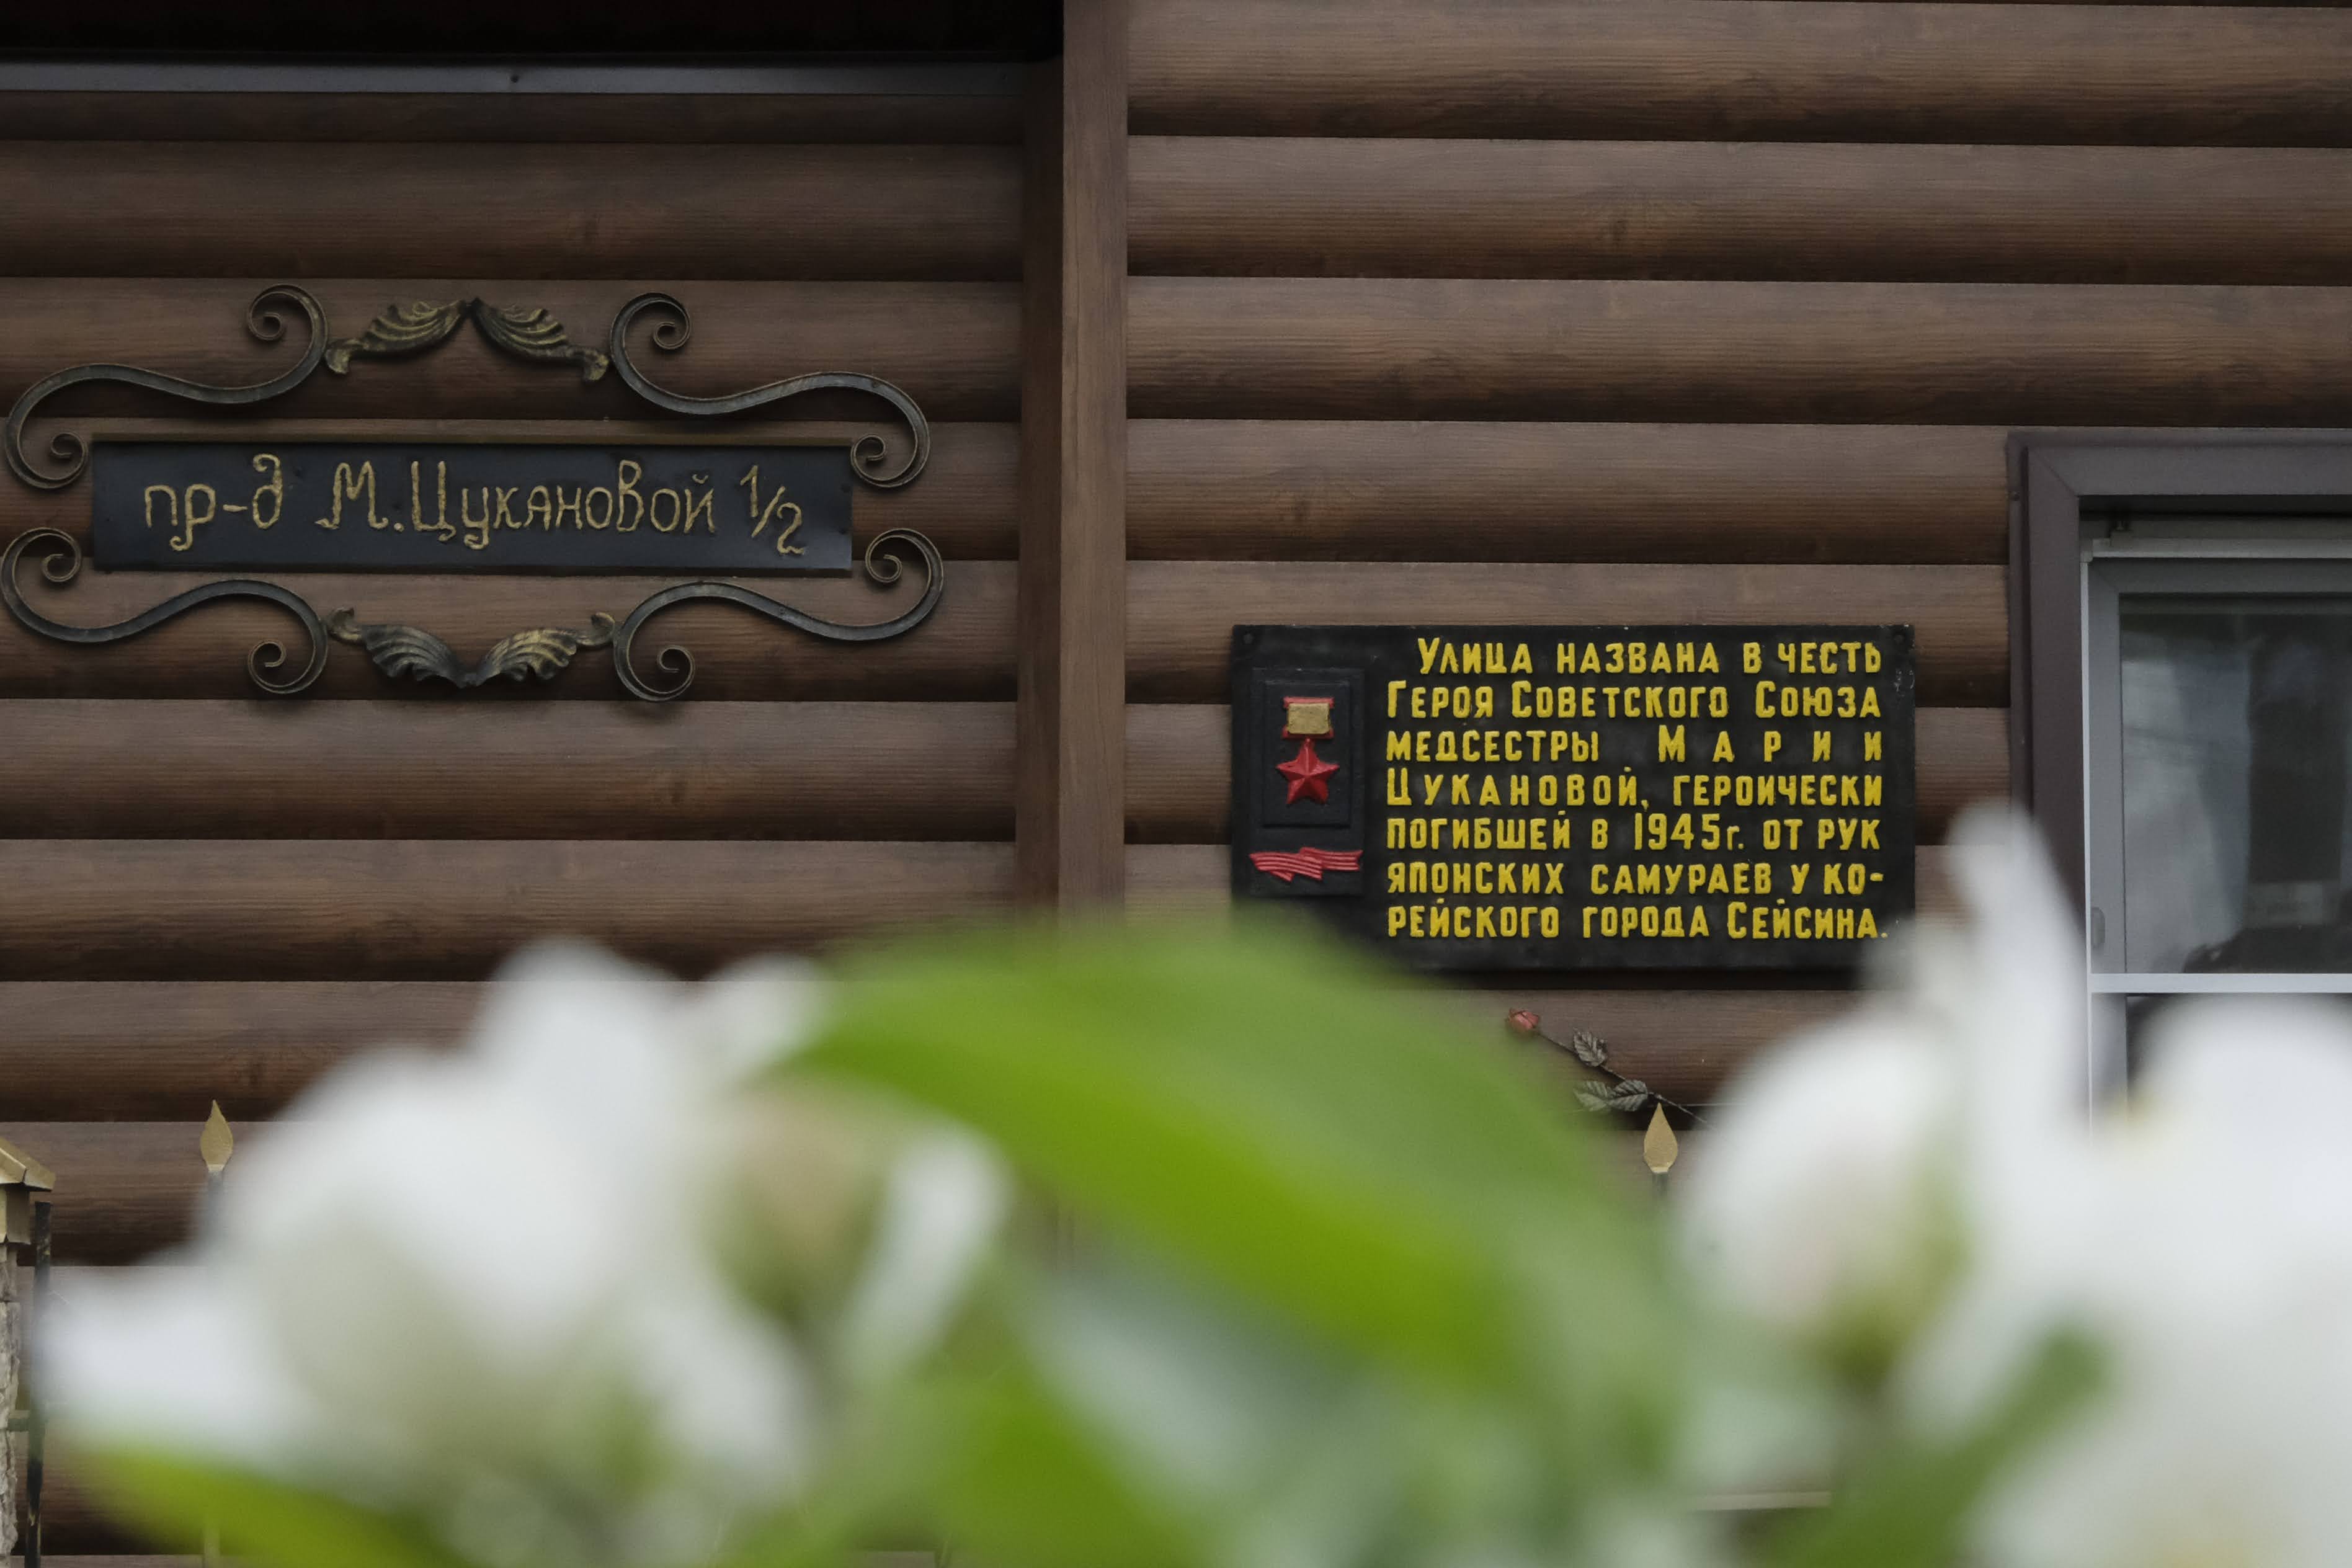 пр-д М.Цукановой 1/2
Улица названа в честь
Героя Советского Союза
медсестры Марии
Цукановой, героически
погибшей в 1945г. от рук
японских самураев у ко-
рейского города Сейсина.